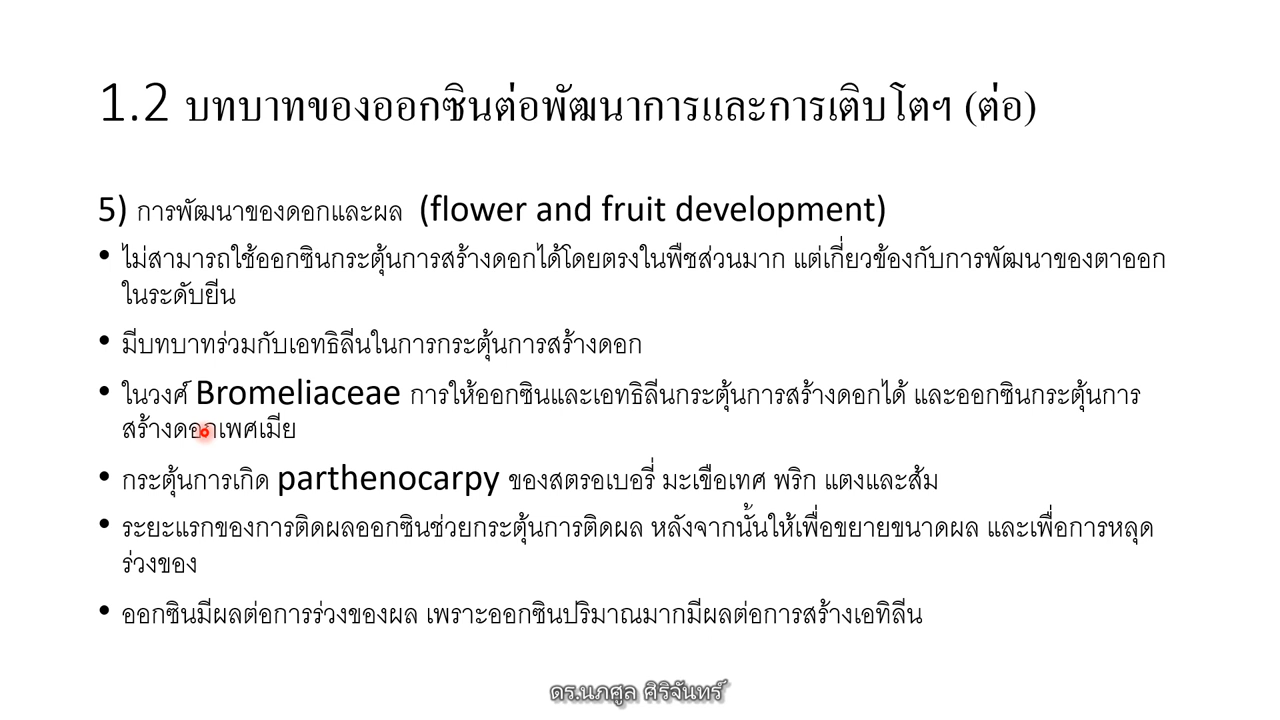 1.2 บทบาทของออกซินต่อพัฒนาการและการเติบโตฯ (ต่อ)
5) การพัฒนาของดอกและผล (flower and fruit development)
• ไม่สามารถใช้ออกซินกระตุ้นการสร้างดอกได้โดยตรงในพืชส่วนมาก แต่เกี่ยวข้องกับการพัฒนาของตาออก
ในระดับยีน
• มีบทบาทร่วมกับเอทธิลีนในการกระตุ้นการสร้างดอก
• ในวงศ์ Bromeliaceae การให้ออกซินและเอทธิลีนกระตุ้นการสร้างดอกได้ และออกซินกระตุ้นการ
สร้างดอกเพศเมีย
• กระตุ้นการเกิด parthenocarpy ของสตรอเบอรี่ มะเขือเทศ พริก แตงและส้ม
• ระยะแรกของการติดผลออกซินช่วยกระตุ้นการติดผล หลังจากนั้นให้เพื่อขยายขนาดผล และเพื่อการหลุด
ร่วงของ
• ออกซินมีผลต่อการร่วงของผล เพราะออกซินปริมาณมากมีผลต่อการสร้างเอทิลีน
ดร.นภศูล ศิริจันทร์